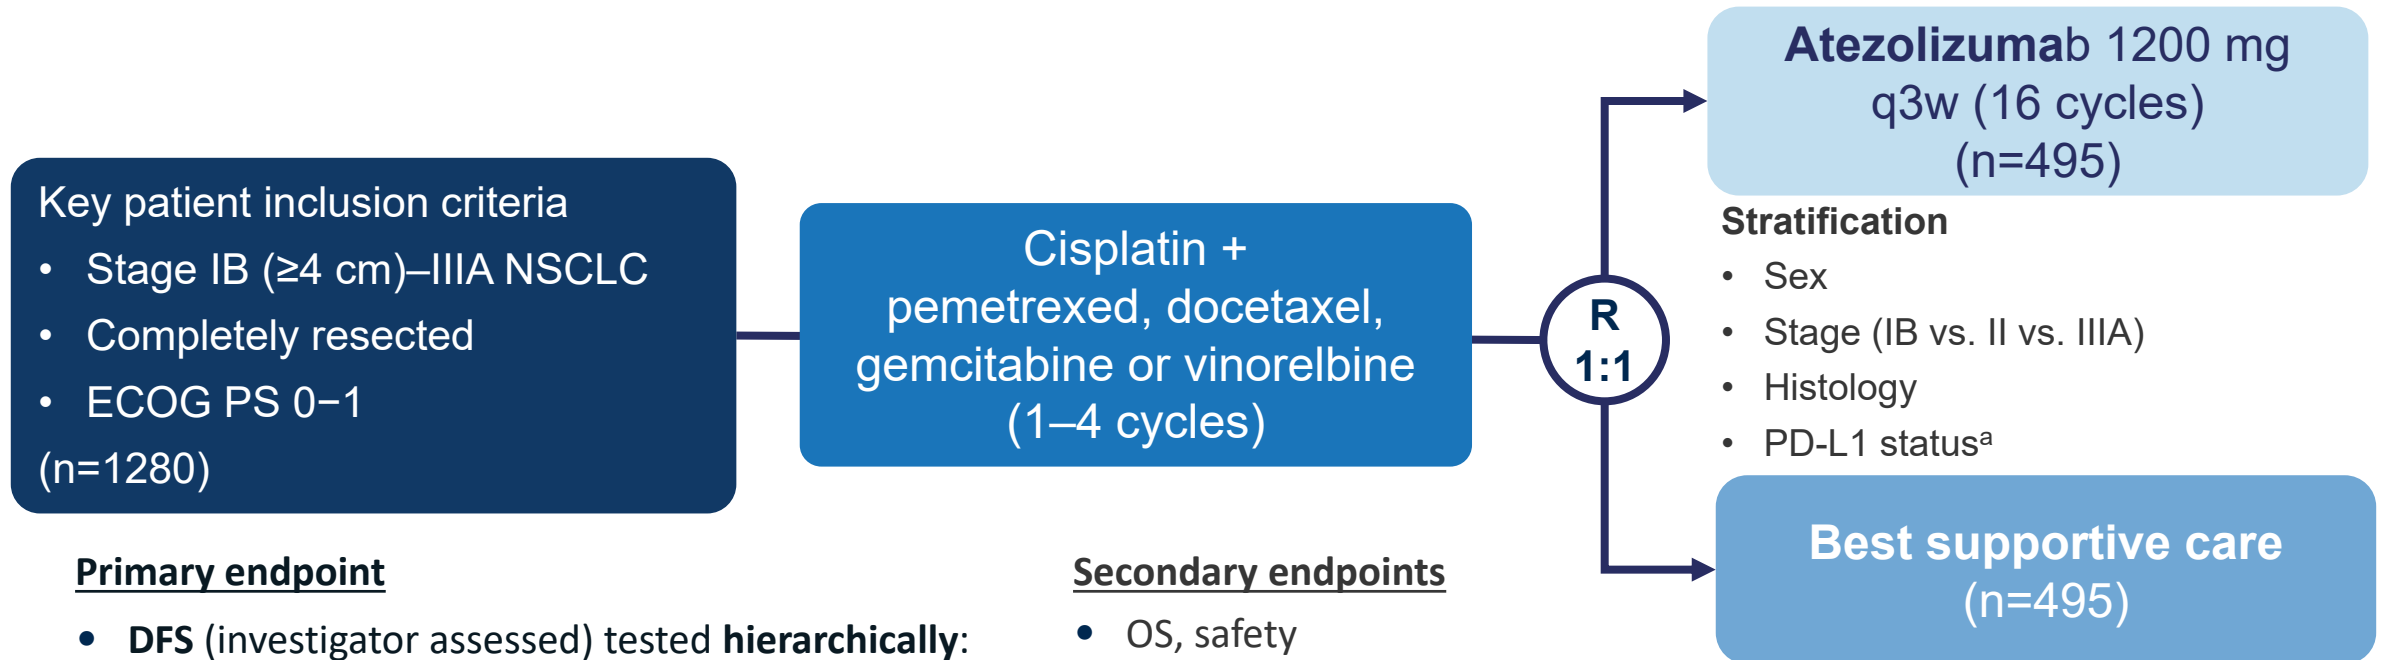 Key patient inclusion criteria
• Stage IB (≥4 cm)–IIIA NSCLC
• Completely resected
• ECOG PS 0−1
(n=1280)
Cisplatin +
pemetrexed, docetaxel,
gemcitabine or vinorelbine
(1–4 cycles)
R
1:1
Atezolizumab 1200 mg
q3w (16 cycles)
(n=495)
Stratification
• Sex
• Stage (IB vs. II vs. IIIA)
• Histology
• PD-L1 statusᵃ
Best supportive care
(n=495)
Primary endpoint
• DFS (investigator assessed) tested hierarchically:
Secondary endpoints
• OS, safety